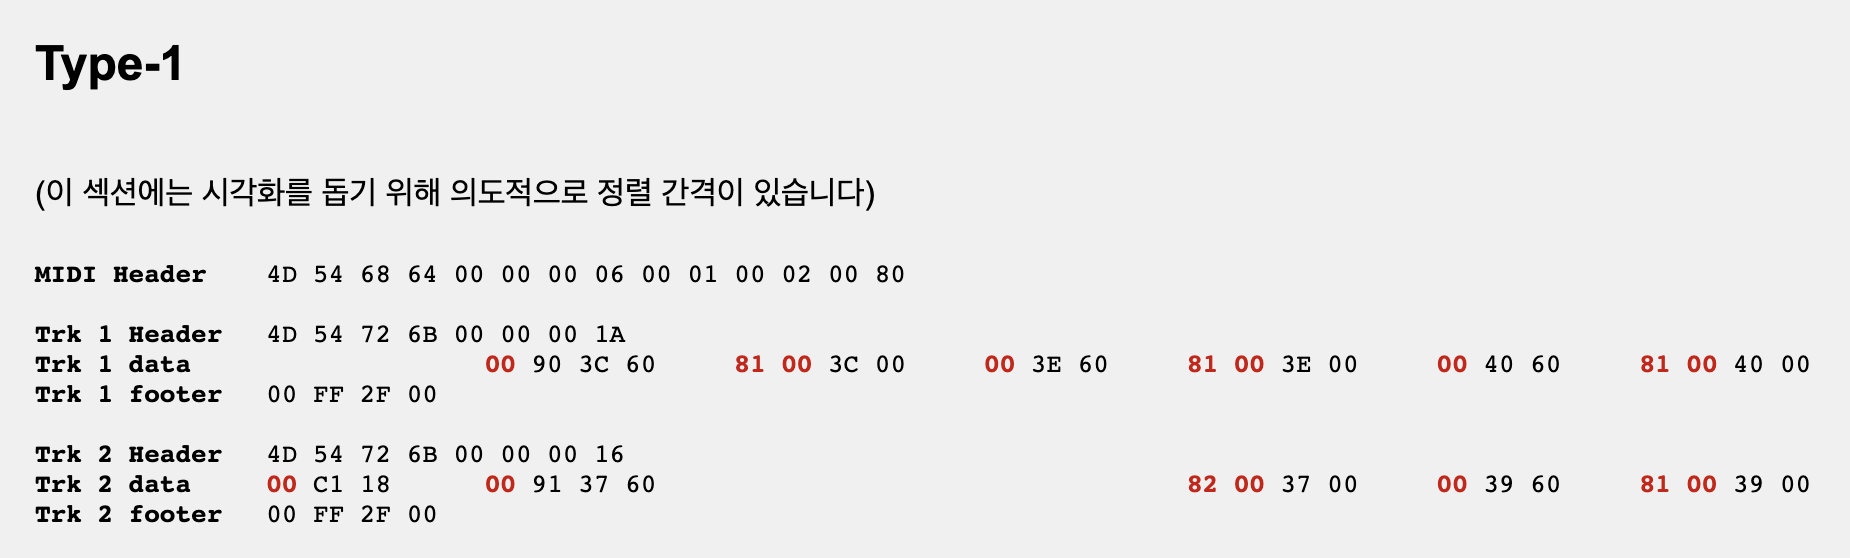 Type-1
(이 섹션에는 시각화를 돕기 위해 의도적으로 정렬 간격이 있습니다)
MIDI Header 4D 54 68 64 00 00 00 06 00 01 00 02 00 80
Trk 1 Header 4D 54 72 6B 00 00 00 1A
Trk 1 data 00 90 3C 60 81 00 3C 00 00 3E 60 81 00 3E 00 00 40 60 81 00 40 00
Trk 1 footer 00 FF 2F 00
Trk 2 Header 4D 54 72 6B 00 00 00 16
Trk 2 data 00 C1 18 00 91 37 60 82 00 37 00 00 39 60 81 00 39 00
Trk 2 footer 00 FF 2F 00